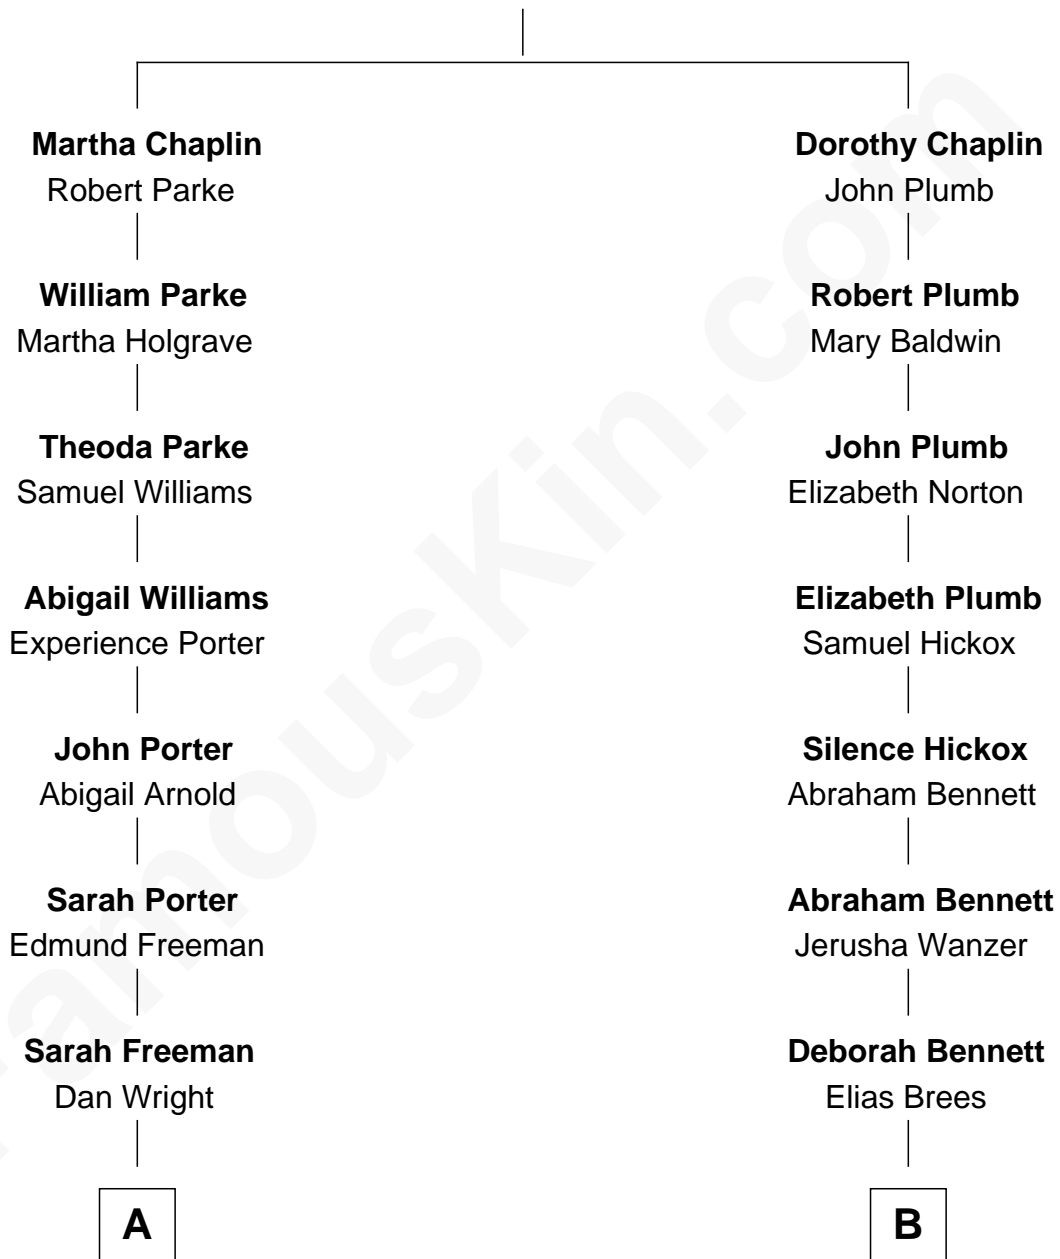 Martha Chaplin
Robert Parke
William Parke
Martha Holgrave
Theoda Parke
Samuel Williams
Abigail Williams
Experience Porter
John Porter
Abigail Arnold
Sarah Porter
Edmund Freeman
Sarah Freeman
Dan Wright
A
Dorothy Chaplin
John Plumb
Robert Plumb
Mary Baldwin
John Plumb
Elizabeth Norton
Elizabeth Plumb
Samuel Hickox
Silence Hickox
Abraham Bennett
Abraham Bennett
Jerusha Wanzer
Deborah Bennett
Elias Brees
B
FamousKin.com